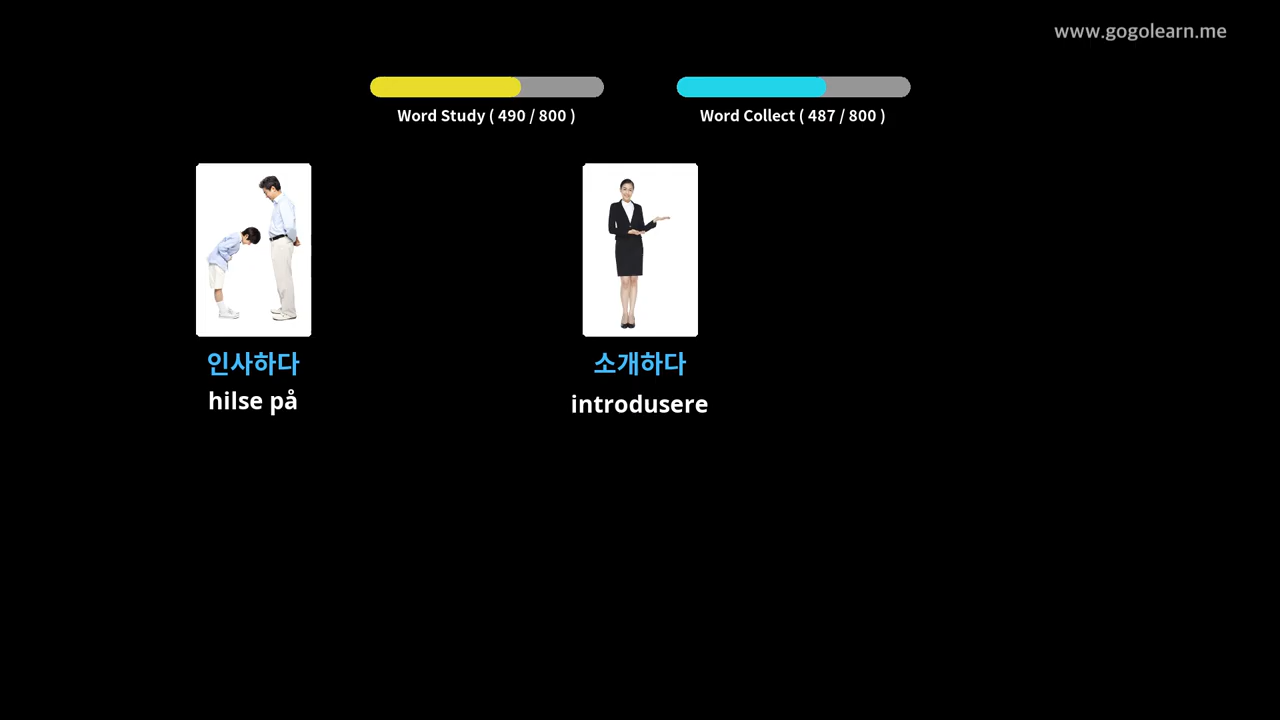 www.gogolearn.me
Word Study ( 490 / 800 )
Word Collect ( 487 / 800 )
인사하다
hilse på
소개하다
introdusere